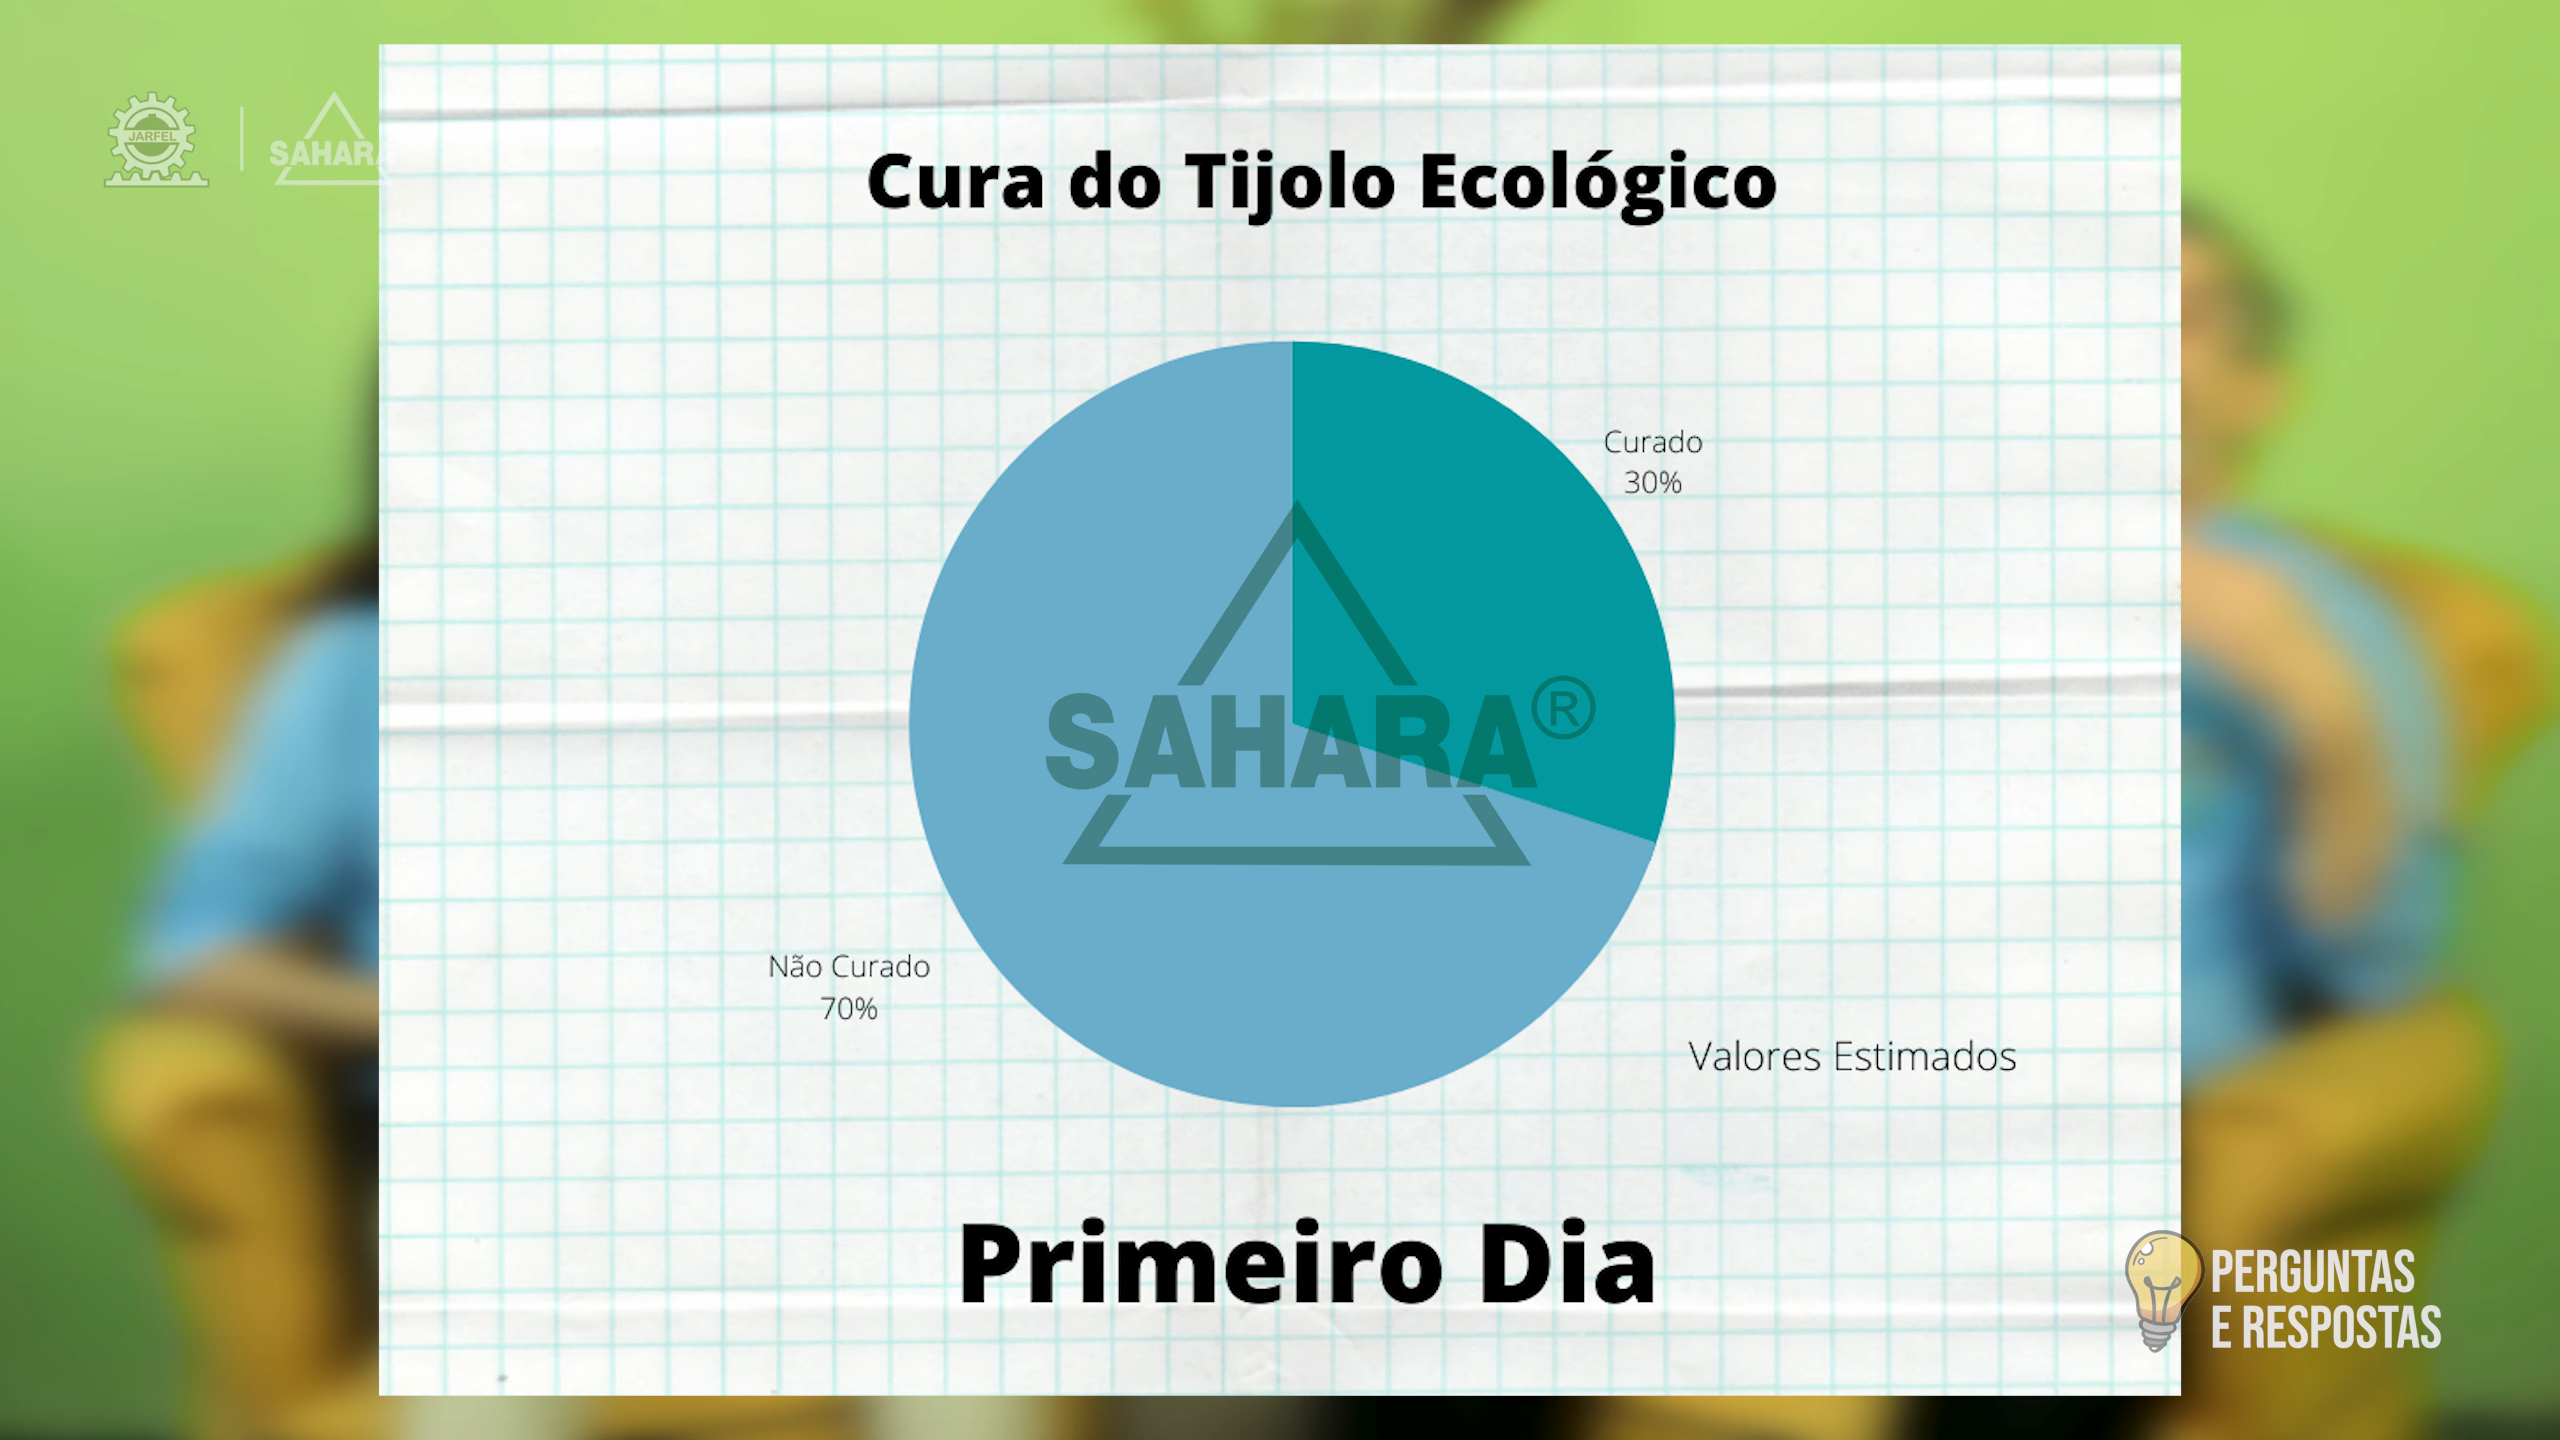 JARFEL
SAHARA
Cura do Tijolo Ecológico
Curado
30%
SAHARA®
Não Curado
70%
Valores Estimados
Primeiro Dia
PERGUNTAS
E RESPOSTAS